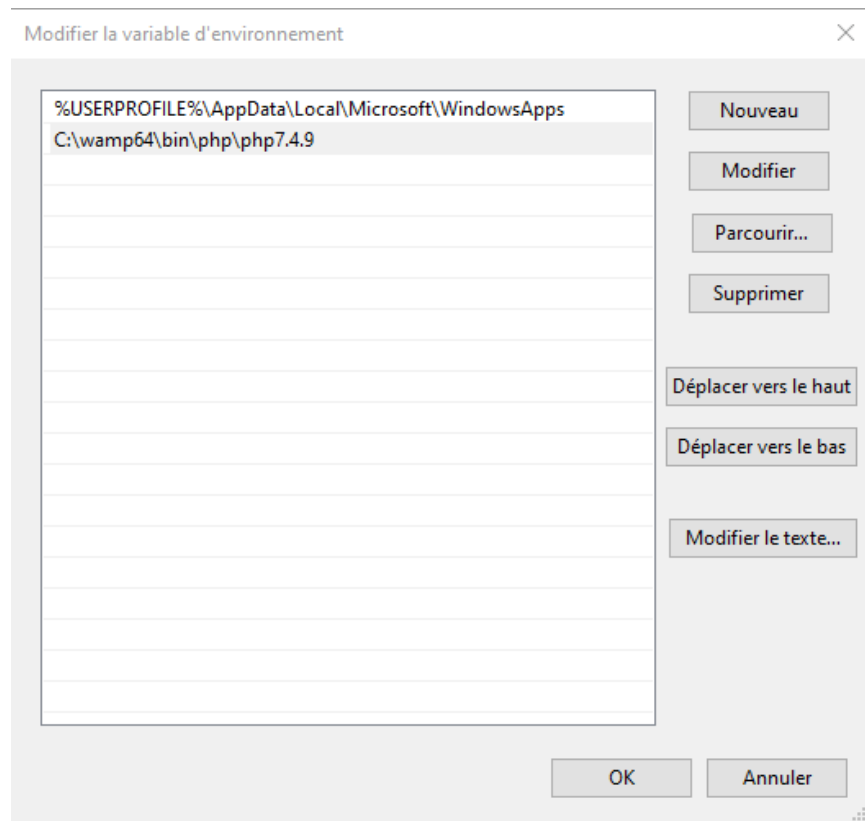 Modifier la variable d'environnement
%USERPROFILE%\AppData\Local\Microsoft\WindowsApps
C:\wamp64\bin\php\php7.4.9
Nouveau
Modifier
Parcourir...
Supprimer
Déplacer vers le haut
Déplacer vers le bas
Modifier le texte...
OK
Annuler